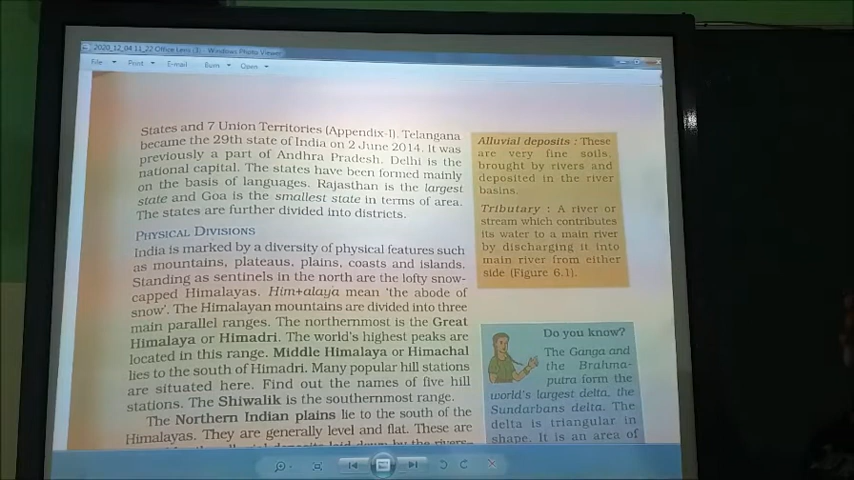 2020_12_04 11_22 Office Lens (3) - Windows Photo Viewer
File Print E-mail Burn Open
States and 7 Union Territories (Appendix-I). Telangana
became the 29th state of India on 2 June 2014. It was
previously a part of Andhra Pradesh. Delhi is the
national capital. The states have been formed mainly
on the basis of languages. Rajasthan is the largest
state and Goa is the smallest state in terms of area.
The states are further divided into districts.
PHYSICAL DIVISIONS
India is marked by a diversity of physical features such
as mountains, plateaus, plains, coasts and islands.
Standing as sentinels in the north are the lofty snow-
capped Himalayas. Him+alaya mean 'the abode of
snow'. The Himalayan mountains are divided into three
main parallel ranges. The northernmost is the Great
Himalaya or Himadri. The world's highest peaks are
located in this range. Middle Himalaya or Himachal
lies to the south of Himadri. Many popular hill stations
are situated here. Find out the names of five hill
stations. The Shiwalik is the southernmost range.
The Northern Indian plains lie to the south of the
Himalayas. They are generally level and flat. These are
alluvial deposits laid down by the rivers
Alluvial deposits : These
are very fine soils,
brought by rivers and
deposited in the river
basins.
Tributary : A river or
stream which contributes
its water to a main river
by discharging it into
main river from either
side (Figure 6.1).
Do you know?
The Ganga and
the Brahma-
putra form the
world's largest delta, the
Sundarbans delta. The
delta is triangular in
shape. It is an area of